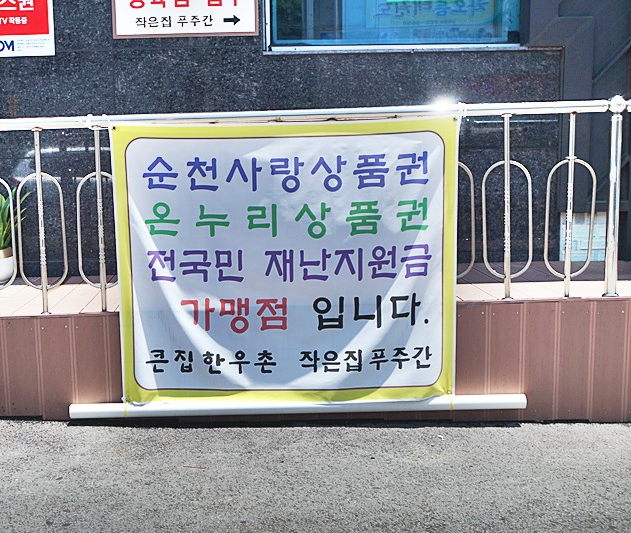 작은집 푸주간 →
순천사랑상품권
온누리상품권
전국민 재난지원금
가맹점 입니다.
큰집한우촌 작은집푸주간